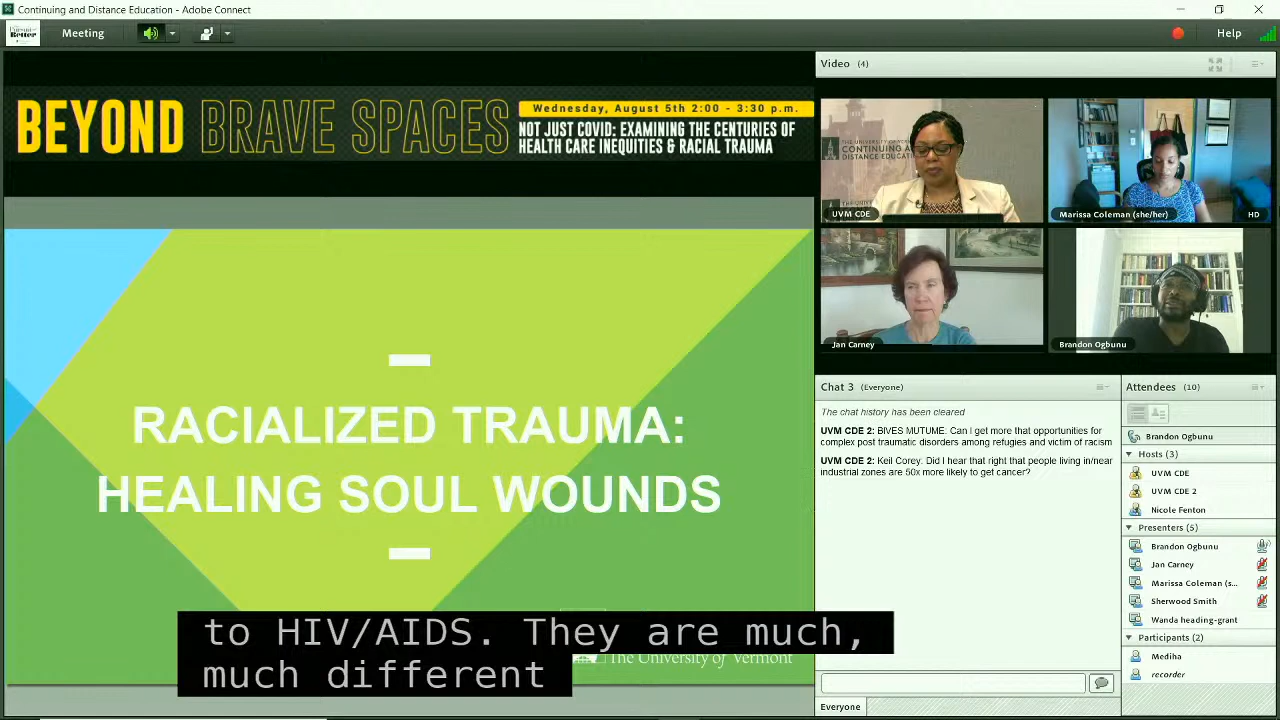 Continuing and Distance Education - Adobe Connect
Meeting
Help
BEYOND BRAVE SPACES
Wednesday, August 5th 2:00 - 3:30 p.m.
NOT JUST COVID: EXAMINING THE CENTURIES OF
HEALTH CARE INEQUITIES & RACIAL TRAUMA
RACIALIZED TRAUMA:
HEALING SOUL WOUNDS
The University of Vermont
to HIV/AIDS. They are much,
much different
Video (4)
CONTINUING A
DISTANCE EDUCATI
UVM CDE
Marissa Coleman (she/her)
HD
Jan Carney
Brandon Ogbunu
Chat 3 (Everyone)
The chat history has been cleared
UVM CDE 2: BIVES MUTUME: Can I get more that opportunities for
complex post traumatic disorders among refugies and victim of racism
UVM CDE 2: Keil Corey: Did I hear that right that people living in/near
industrial zones are 50x more likely to get cancer?
Everyone
Attendees (10)
Brandon Ogbunu
Hosts (3)
UVM CDE
UVM CDE 2
Nicole Fenton
Presenters (5)
Brandon Ogbunu
Jan Carney
Marissa Coleman (s...
Sherwood Smith
Wanda heading-grant
Participants (2)
Mediha
recorder